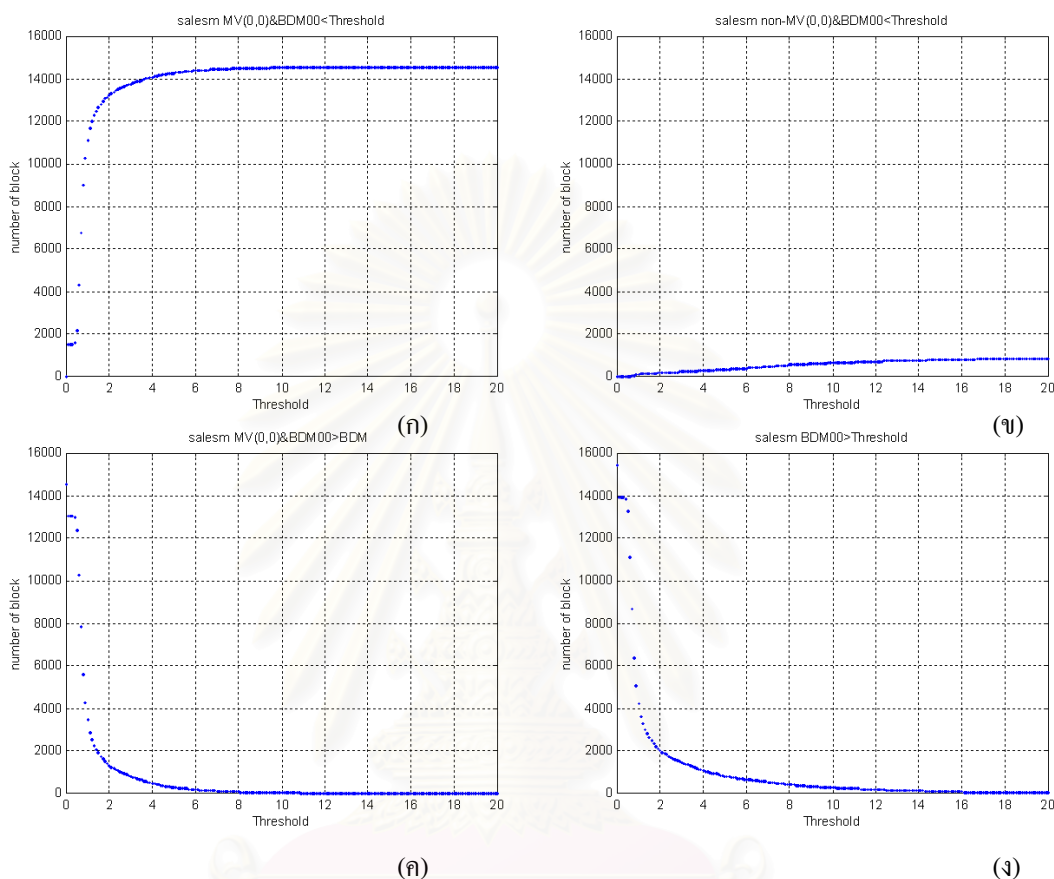 salesm MV(0,0)&BDM00<Threshold
16000
14000
12000
10000
8000
6000
4000
2000
0
number of block
0 2 4 6 8 10 12 14 16 18 20
Threshold
(ก)
salesm non-MV(0,0)&BDM00<Threshold
16000
14000
12000
10000
8000
6000
4000
2000
0
number of block
0 2 4 6 8 10 12 14 16 18 20
Threshold
(ข)
salesm MV(0,0)&BDM00>BDM
16000
14000
12000
10000
8000
6000
4000
2000
0
number of block
0 2 4 6 8 10 12 14 16 18 20
Threshold
(ค)
salesm BDM00>Threshold
16000
14000
12000
10000
8000
6000
4000
2000
0
number of block
0 2 4 6 8 10 12 14 16 18 20
Threshold
(ง)